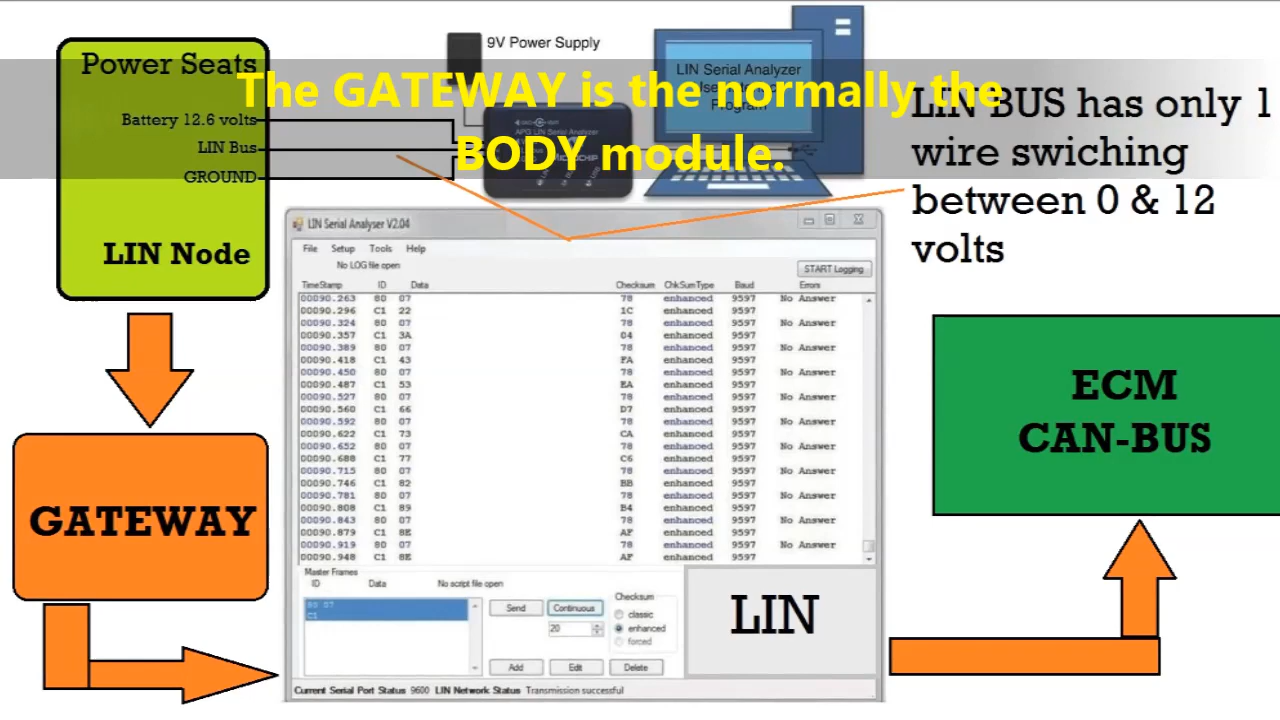 Power Seats
Battery 12.6 volts
LIN Bus
GROUND
LIN Node
9V Power Supply
LIN Serial Analyzer
Program
The GATEWAY is the normally the
BODY module.
LIN BUS has only 1
wire swiching
between 0 & 12
volts
LIN Serial Analyser V2.04
File Setup Tools Help
No LOG file open
START Logging
TimeStamp ID Data Checksum ChkSumType Baud Errors
00090.263 80 07 78 enhanced 9597 No Answer
00090.296 C1 22 1C enhanced 9597
00090.324 80 07 78 enhanced 9597 No Answer
00090.357 C1 3A 04 enhanced 9597
00090.389 80 07 78 enhanced 9597 No Answer
00090.418 C1 43 FA enhanced 9597
00090.450 80 07 78 enhanced 9597 No Answer
00090.487 C1 53 EA enhanced 9597
00090.527 80 07 78 enhanced 9597 No Answer
00090.560 C1 66 D7 enhanced 9597
00090.592 80 07 78 enhanced 9597 No Answer
00090.622 C1 73 CA enhanced 9597
00090.652 80 07 78 enhanced 9597 No Answer
00090.688 C1 77 C6 enhanced 9597
00090.715 80 07 78 enhanced 9597 No Answer
00090.746 C1 82 BB enhanced 9597
00090.781 80 07 78 enhanced 9597 No Answer
00090.808 C1 89 B4 enhanced 9597
00090.843 80 07 78 enhanced 9597 No Answer
00090.879 C1 8E AF enhanced 9597
00090.919 80 07 78 enhanced 9597 No Answer
00090.948 C1 8E AF enhanced 9597
Master Frames
ID Data No script file open
80 07
C1
Send Continuous
20
Checksum
classic
enhanced
forced
Add Edit Delete
Current Serial Port Status 9600 LIN Network Status Transmission successful
LIN
GATEWAY
ECM
CAN-BUS